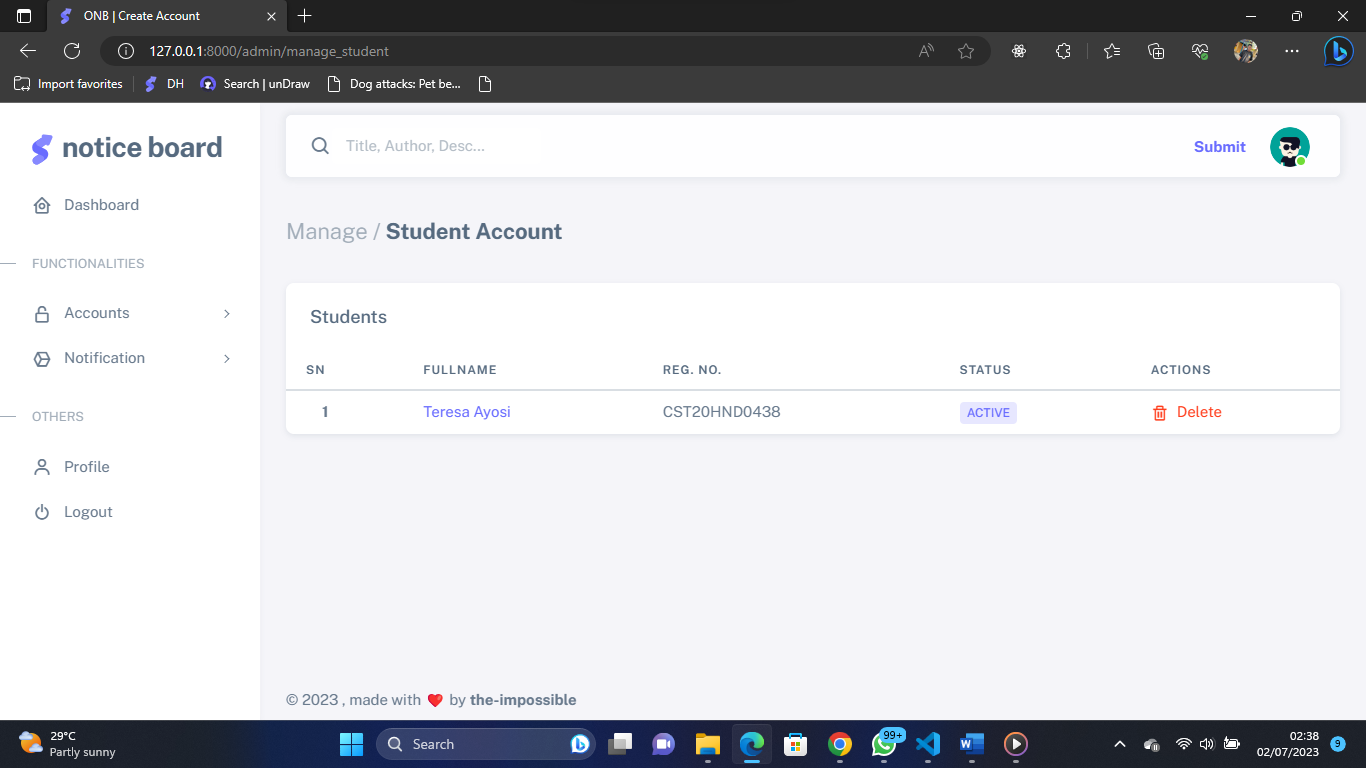 ONB | Create Account
127.0.0.1:8000/admin/manage_student
Import favorites
DH
Search | unDraw
Dog attacks: Pet be...
notice board
Title, Author, Desc...
Submit
Dashboard
Manage / Student Account
FUNCTIONALITIES
Accounts
Notification
OTHERS
Profile
Logout
Students
SN FULLNAME REG. NO. STATUS ACTIONS
1 Teresa Ayosi CST20HND0438 ACTIVE Delete
© 2023 , made with ❤️ by the-impossible
29°C
Partly sunny
Search
99+
02:38
02/07/2023
9